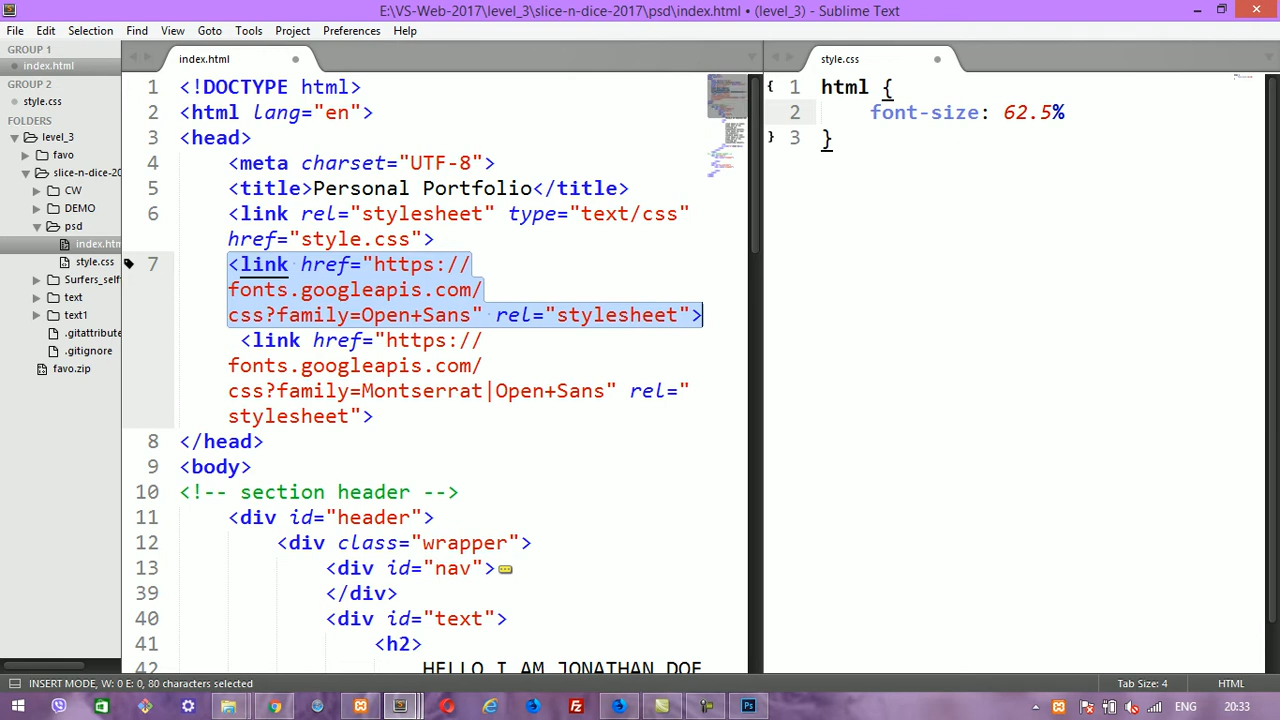 E:\VS-Web-2017\level_3\slice-n-dice-2017\psd\index.html • (level_3) - Sublime Text
File Edit Selection Find View Goto Tools Project Preferences Help
GROUP 1
index.html
GROUP 2
style.css
FOLDERS
level_3
favo
slice-n-dice-20
CW
DEMO
psd
index.htm
style.css
Surfers_self
text
text1
.gitattribute
.gitignore
favo.zip
index.html
1 <!DOCTYPE html>
2 <html lang="en">
3 <head>
4 <meta charset="UTF-8">
5 <title>Personal Portfolio</title>
6 <link rel="stylesheet" type="text/css"
href="style.css">
7 <link href="https://
fonts.googleapis.com/
css?family=Open+Sans" rel="stylesheet">
<link href="https://
fonts.googleapis.com/
css?family=Montserrat|Open+Sans" rel="
stylesheet">
8 </head>
9 <body>
10 <!-- section header -->
11 <div id="header">
12 <div class="wrapper">
13 <div id="nav">
39 </div>
40 <div id="text">
41 <h2>
42 HELLO I AM JONATHAN DOE
style.css
{ 1 html {
2 font-size: 62.5%
} 3 }
INSERT MODE, W: 0 E: 0, 80 characters selected
Tab Size: 4
HTML
ENG
20:33